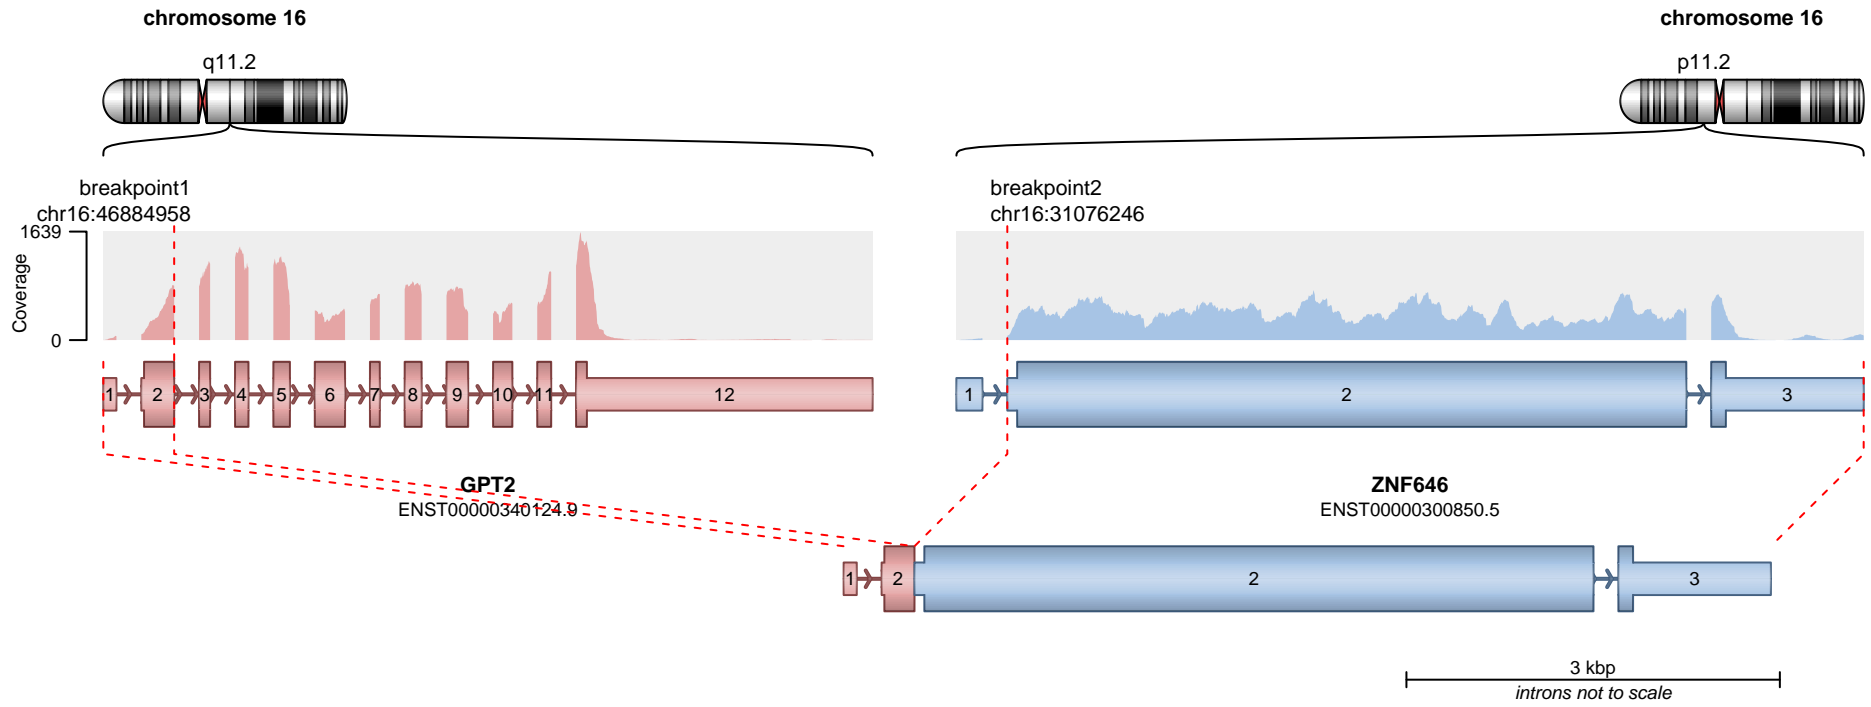 chromosome 16
chromosome 16
q11.2
p11.2
breakpoint1
chr16:46884958
breakpoint2
chr16:31076246
1639
Coverage
0
1 2 3 4 5 6 7 8 9 10 11 12
1 2 3
GPT2
ENST00000340124.9
ZNF646
ENST00000300850.5
1 2 2 3
3 kbp
introns not to scale